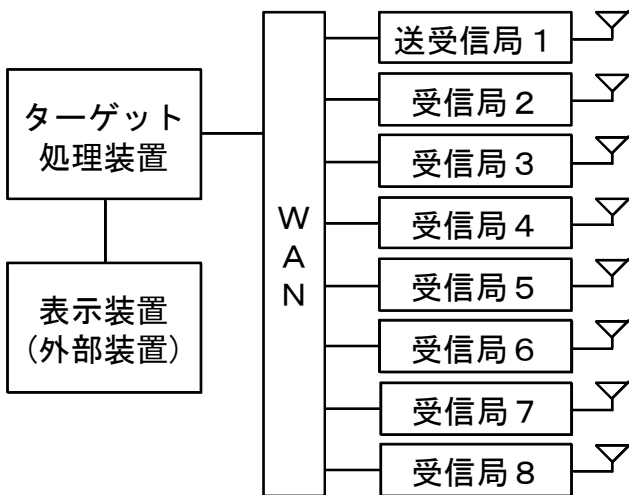 ターゲット
処理装置
表示装置
(外部装置)
WAN
送受信局1
受信局2
受信局3
受信局4
受信局5
受信局6
受信局7
受信局8